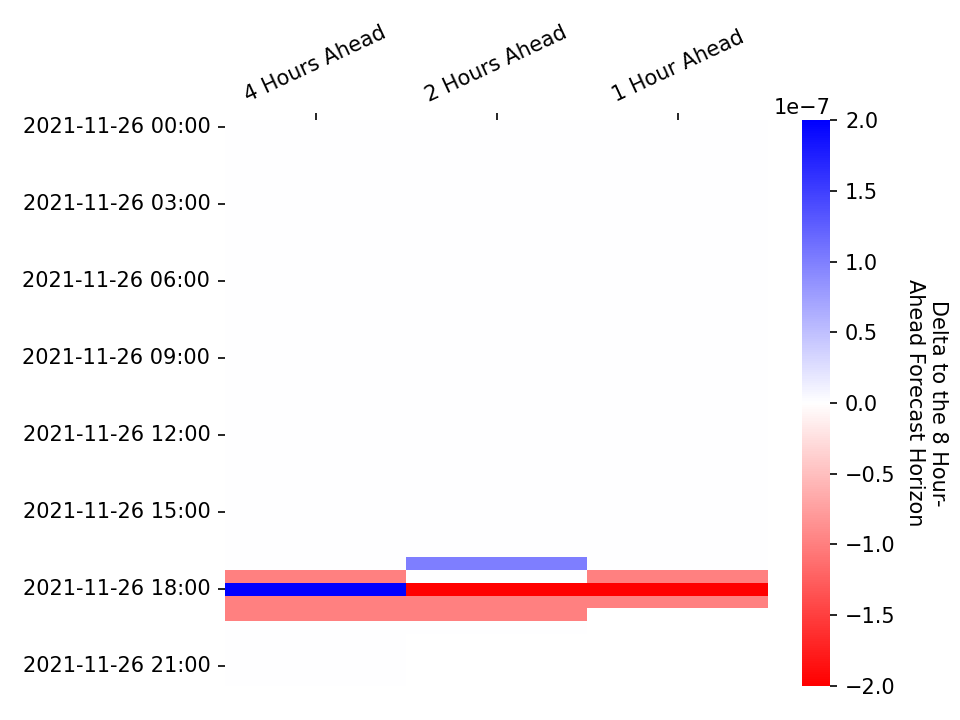 4 Hours Ahead
2 Hours Ahead
1 Hour Ahead
1e−7
2021-11-26 00:00
2021-11-26 03:00
2021-11-26 06:00
2021-11-26 09:00
2021-11-26 12:00
2021-11-26 15:00
2021-11-26 18:00
2021-11-26 21:00
2.0
1.5
1.0
0.5
0.0
−0.5
−1.0
−1.5
−2.0
Delta to the 8 Hour-
Ahead Forecast Horizon